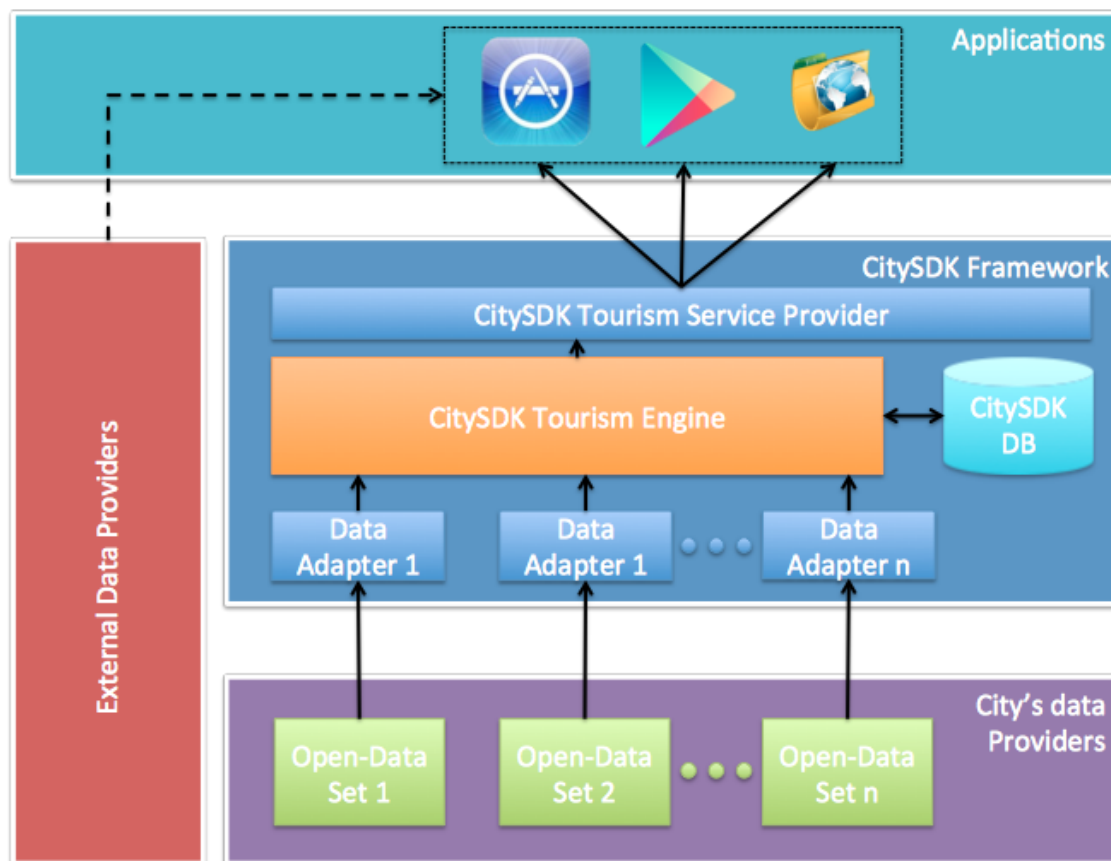 Applications
CitySDK Framework
CitySDK Tourism Service Provider
CitySDK Tourism Engine
CitySDK
DB
Data
Adapter 1
Data
Adapter 1
Data
Adapter n
External Data Providers
City's data
Providers
Open-Data
Set 1
Open-Data
Set 2
Open-Data
Set n